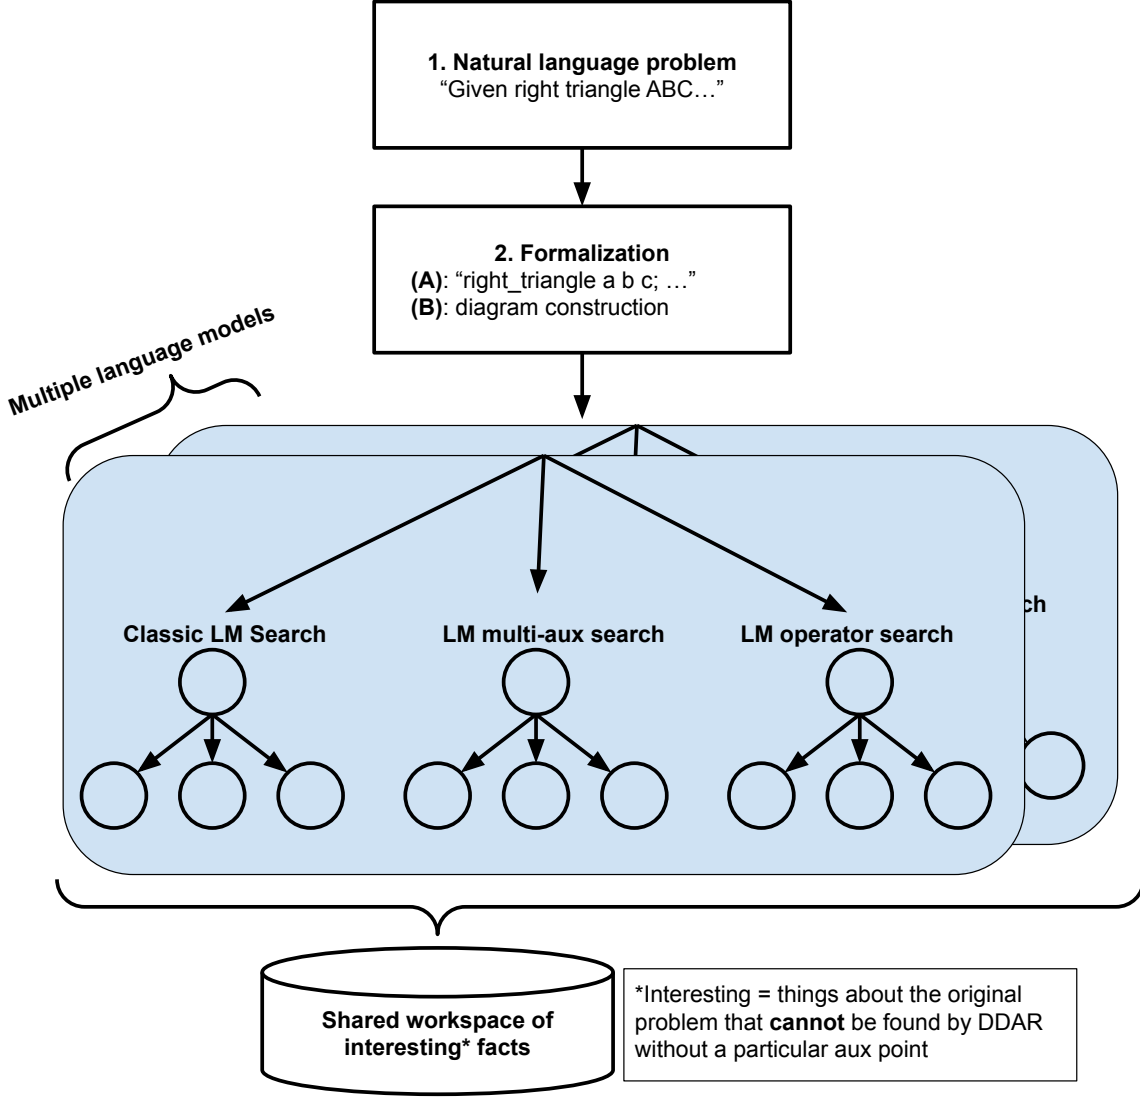 1. Natural language problem
“Given right triangle ABC…”
2. Formalization
(A): “right_triangle a b c; …”
(B): diagram construction
Multiple language models
Classic LM Search
LM multi-aux search
LM operator search
ch
Shared workspace of
interesting* facts
*Interesting = things about the original
problem that cannot be found by DDAR
without a particular aux point